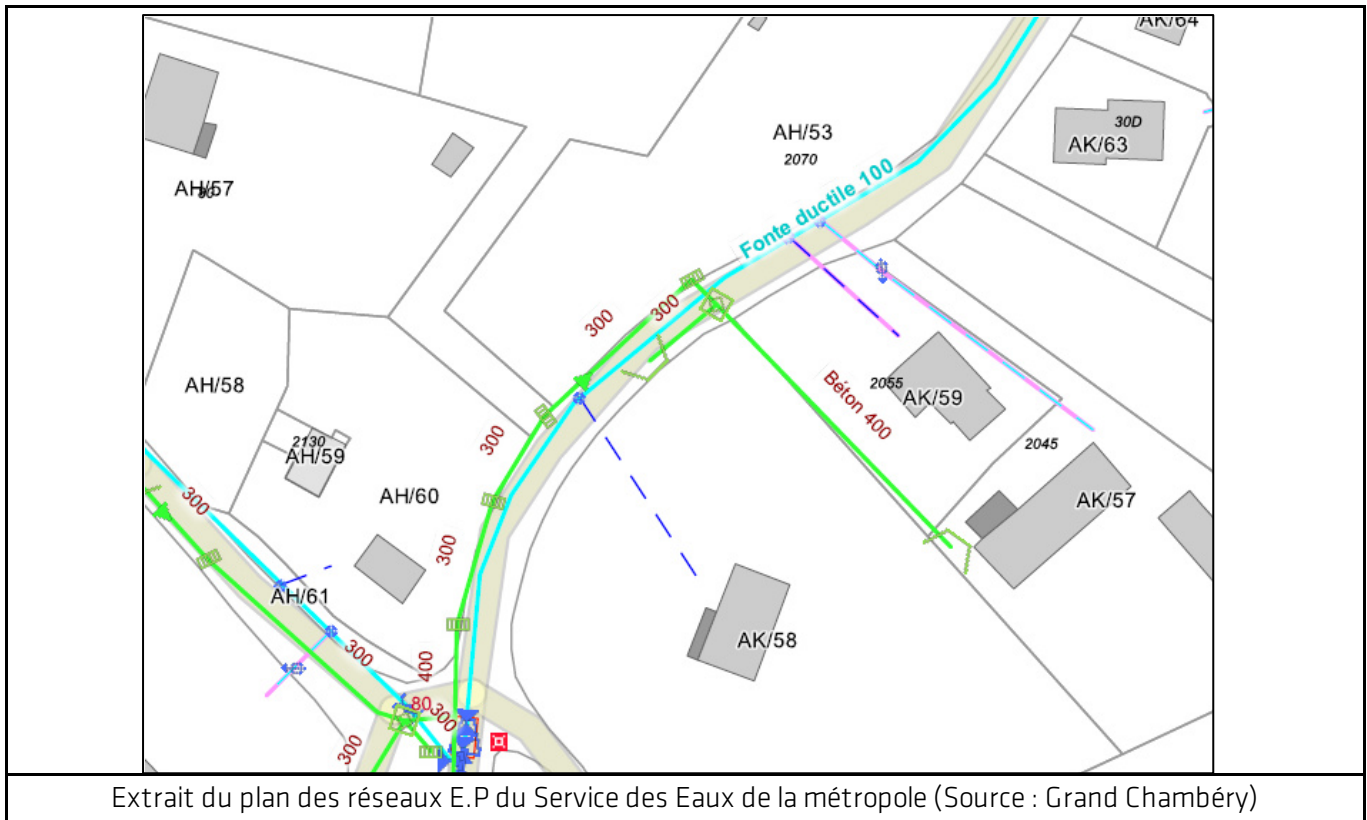 AK/64
30D
AK/63
AH/53
2070
AH/57
Fonte ductile 100
300
300
AH/58
2055
AK/59
Béton 400
300
2130
AH/59
2045
AH/60
AK/57
300
300
AH/61
AK/58
300
400
80
300
300
Extrait du plan des réseaux E.P du Service des Eaux de la métropole (Source : Grand Chambéry)